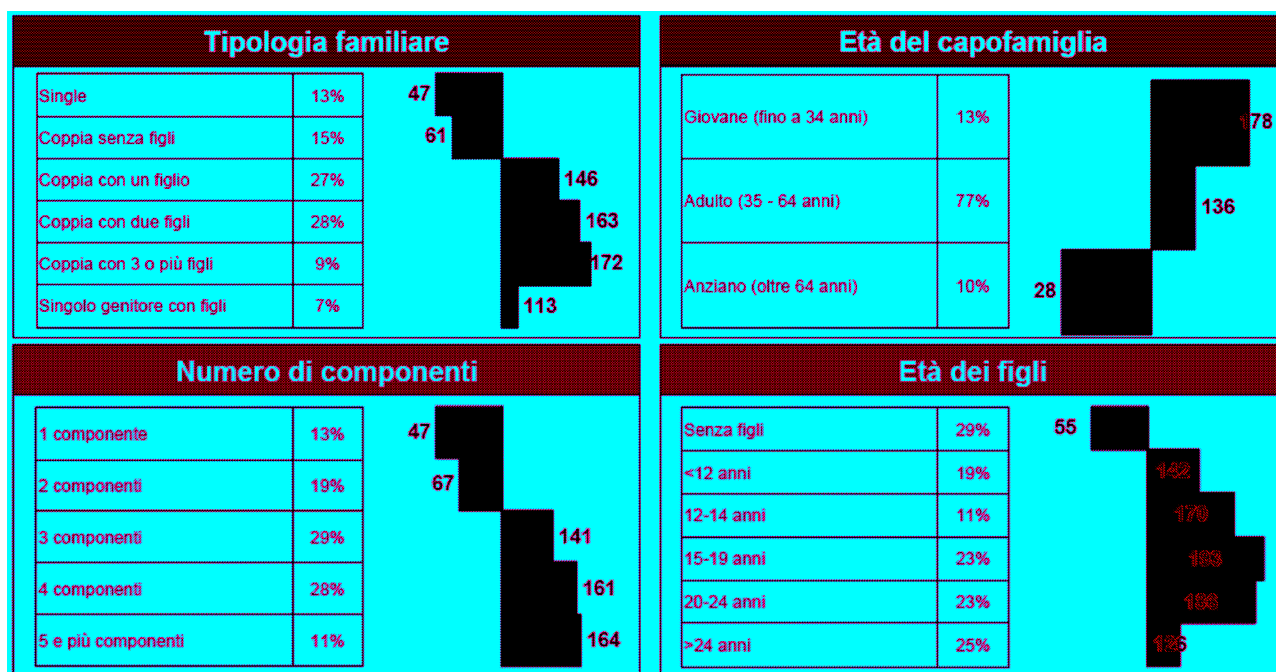 Tipologia familiare
Single 13% 47
Coppia senza figli 15% 61
Coppia con un figlio 27% 146
Coppia con due figli 28% 163
Coppia con 3 o più figli 9% 172
Singolo genitore con figli 7% 113
Età del capofamiglia
Giovane (fino a 34 anni) 13% 178
Adulto (35 - 64 anni) 77% 136
Anziano (oltre 64 anni) 10% 28
Numero di componenti
1 componente 13% 47
2 componenti 19% 67
3 componenti 29% 141
4 componenti 28% 161
5 e più componenti 11% 164
Età dei figli
Senza figli 29% 55
<12 anni 19% 142
12-14 anni 11% 170
15-19 anni 23% 193
20-24 anni 23%
>24 anni 25% 126